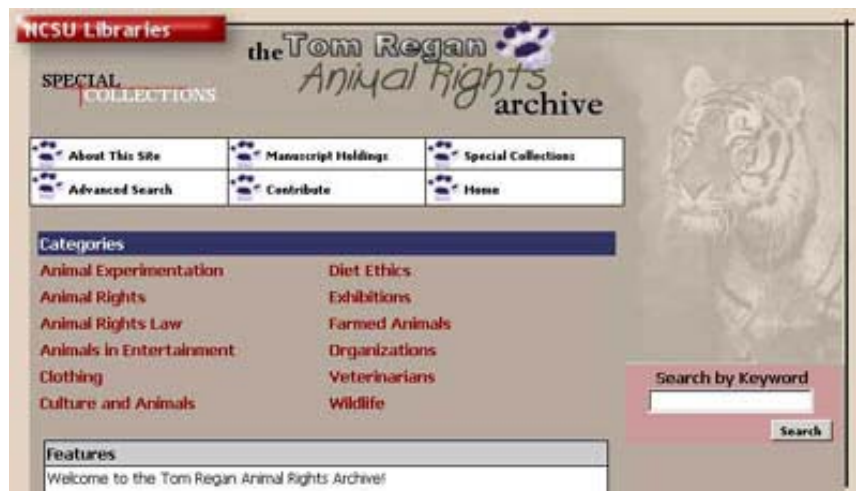 NCSU Libraries
the Tom Regan
Animal Rights
archive
SPECIAL
COLLECTIONS
About This Site Manuscript Holdings Special Collections
Advanced Search Contribute Home
Categories
Animal Experimentation Diet Ethics
Animal Rights Exhibitions
Animal Rights Law Farmed Animals
Animals in Entertainment Organizations
Clothing Veterinarians
Culture and Animals Wildlife
Search by Keyword
Search
Features
Welcome to the Tom Regan Animal Rights Archive!